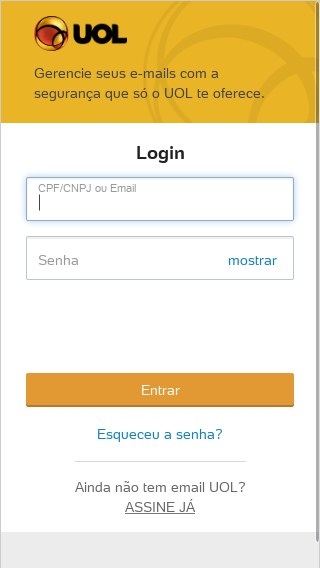 UOL
Gerencie seus e-mails com a
segurança que só o UOL te oferece.
Login
CPF/CNPJ ou Email
Senha
mostrar
Entrar
Esqueceu a senha?
Ainda não tem email UOL?
ASSINE JÁ